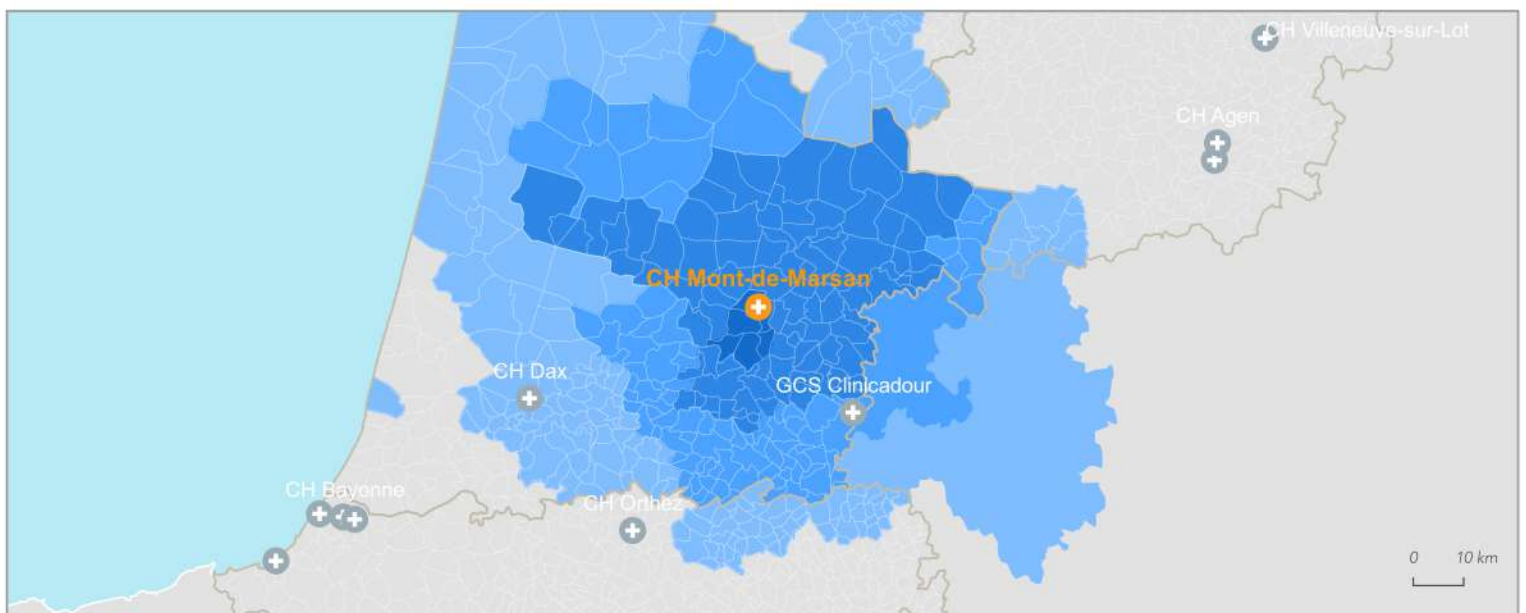 CH Villeneuve-sur-Lot
CH Agen
CH Mont-de-Marsan
CH Dax
GCS Clinicadour
CH Bayonne
CH Orthez
0 10 km